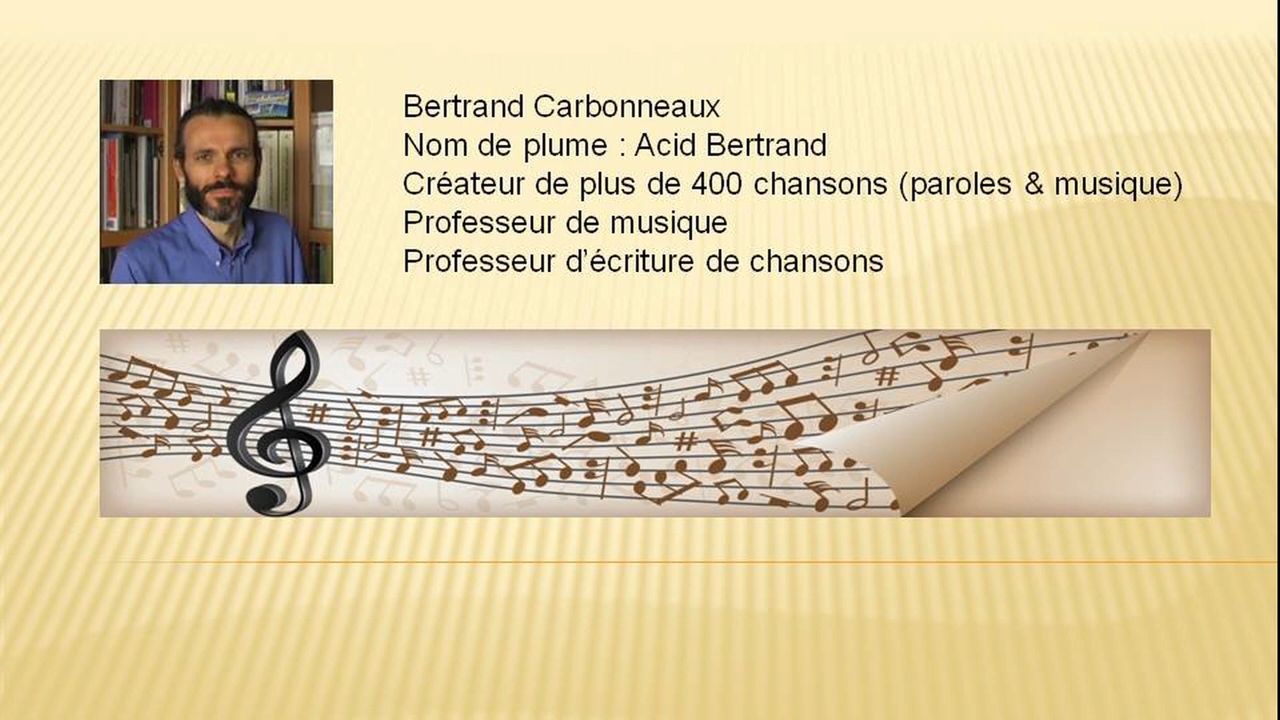 Bertrand Carbonneaux
Nom de plume : Acid Bertrand
Créateur de plus de 400 chansons (paroles & musique)
Professeur de musique
Professeur d’écriture de chansons